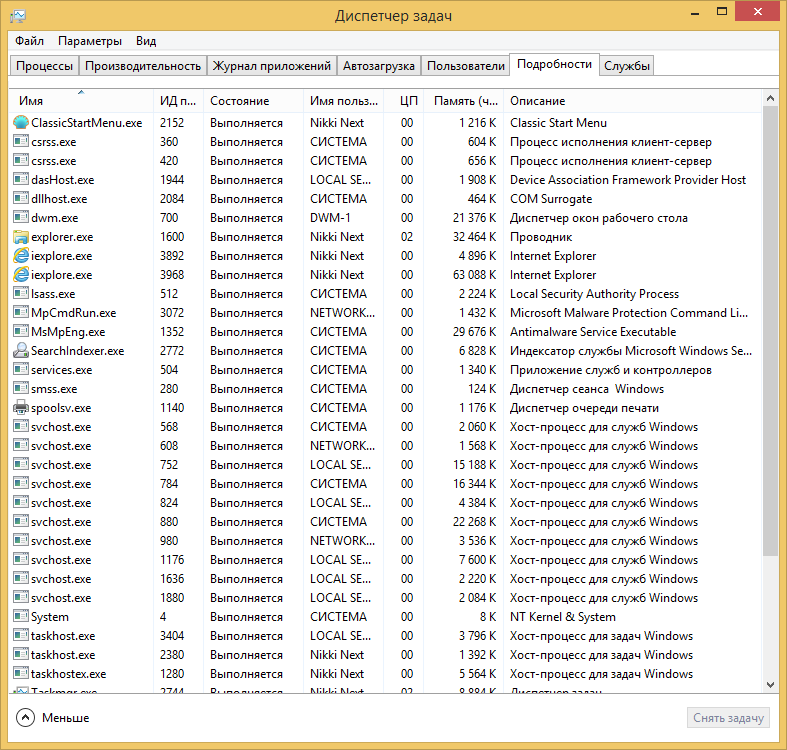 Диспетчер задач
Файл Параметры Вид
Процессы Производительность Журнал приложений Автозагрузка Пользователи Подробности Службы
Имя ИД п... Состояние Имя польз... ЦП Память (ч... Описание
ClassicStartMenu.exe 2152 Выполняется Nikki Next 00 1 216 K Classic Start Menu
csrss.exe 360 Выполняется СИСТЕМА 00 604 K Процесс исполнения клиент-сервер
csrss.exe 420 Выполняется СИСТЕМА 00 656 K Процесс исполнения клиент-сервер
dasHost.exe 1944 Выполняется LOCAL SE... 00 1 908 K Device Association Framework Provider Host
dllhost.exe 2084 Выполняется СИСТЕМА 00 464 K COM Surrogate
dwm.exe 700 Выполняется DWM-1 00 21 376 K Диспетчер окон рабочего стола
explorer.exe 1600 Выполняется Nikki Next 02 32 464 K Проводник
iexplore.exe 3892 Выполняется Nikki Next 00 4 896 K Internet Explorer
iexplore.exe 3968 Выполняется Nikki Next 00 63 088 K Internet Explorer
lsass.exe 512 Выполняется СИСТЕМА 00 2 224 K Local Security Authority Process
MpCmdRun.exe 3072 Выполняется NETWORK... 00 1 432 K Microsoft Malware Protection Command Li...
MsMpEng.exe 1352 Выполняется СИСТЕМА 00 29 676 K Antimalware Service Executable
SearchIndexer.exe 2772 Выполняется СИСТЕМА 00 6 828 K Индексатор службы Microsoft Windows Se...
services.exe 504 Выполняется СИСТЕМА 00 1 340 K Приложение служб и контроллеров
smss.exe 280 Выполняется СИСТЕМА 00 124 K Диспетчер сеанса  Windows
spoolsv.exe 1140 Выполняется СИСТЕМА 00 1 176 K Диспетчер очереди печати
svchost.exe 568 Выполняется СИСТЕМА 00 2 060 K Хост-процесс для служб Windows
svchost.exe 608 Выполняется NETWORK... 00 1 568 K Хост-процесс для служб Windows
svchost.exe 752 Выполняется LOCAL SE... 00 15 188 K Хост-процесс для служб Windows
svchost.exe 784 Выполняется СИСТЕМА 00 16 344 K Хост-процесс для служб Windows
svchost.exe 824 Выполняется LOCAL SE... 00 4 384 K Хост-процесс для служб Windows
svchost.exe 880 Выполняется СИСТЕМА 00 22 268 K Хост-процесс для служб Windows
svchost.exe 980 Выполняется NETWORK... 00 3 536 K Хост-процесс для служб Windows
svchost.exe 1176 Выполняется LOCAL SE... 00 7 600 K Хост-процесс для служб Windows
svchost.exe 1636 Выполняется LOCAL SE... 00 2 220 K Хост-процесс для служб Windows
svchost.exe 1880 Выполняется LOCAL SE... 00 2 084 K Хост-процесс для служб Windows
System 4 Выполняется СИСТЕМА 00 8 K NT Kernel & System
taskhost.exe 3404 Выполняется LOCAL SE... 00 3 796 K Хост-процесс для задач Windows
taskhost.exe 2380 Выполняется Nikki Next 00 1 392 K Хост-процесс для задач Windows
taskhostex.exe 1280 Выполняется Nikki Next 00 5 564 K Хост-процесс для задач Windows
Taskmgr.exe 2744 Выполняется Nikki Next 02 8 884 K Диспетчер задач
Меньше Снять задачу